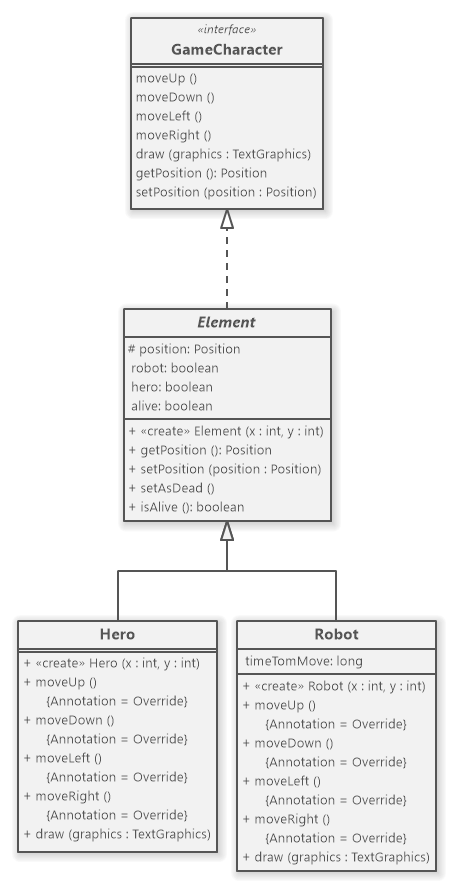 «interface»
GameCharacter
moveUp ()
moveDown ()
moveLeft ()
moveRight ()
draw (graphics : TextGraphics)
getPosition (): Position
setPosition (position : Position)
Element
# position: Position
robot: boolean
hero: boolean
alive: boolean
+ «create» Element (x : int, y : int)
+ getPosition (): Position
+ setPosition (position : Position)
+ setAsDead ()
+ isAlive (): boolean
Hero
+ «create» Hero (x : int, y : int)
+ moveUp ()
{Annotation = Override}
+ moveDown ()
{Annotation = Override}
+ moveLeft ()
{Annotation = Override}
+ moveRight ()
{Annotation = Override}
+ draw (graphics : TextGraphics)
Robot
timeTomMove: long
+ «create» Robot (x : int, y : int)
+ moveUp ()
{Annotation = Override}
+ moveDown ()
{Annotation = Override}
+ moveLeft ()
{Annotation = Override}
+ moveRight ()
{Annotation = Override}
+ draw (graphics : TextGraphics)